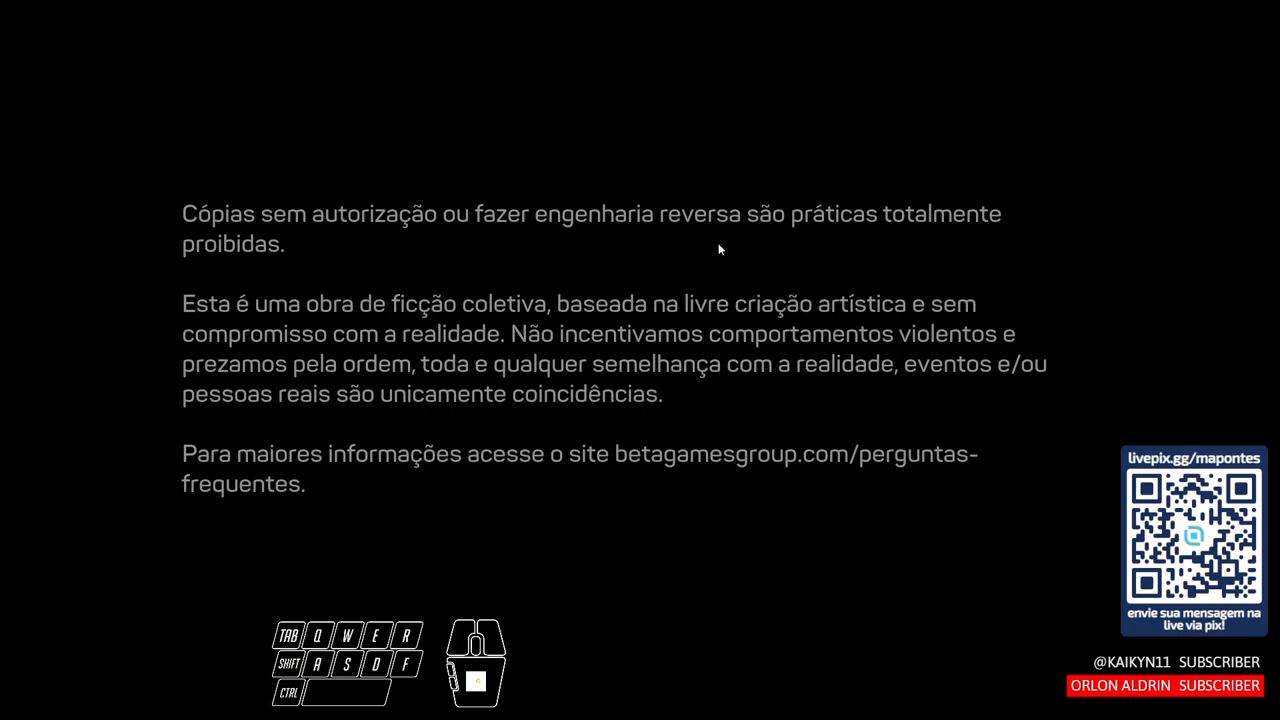 Cópias sem autorização ou fazer engenharia reversa são práticas totalmente
proibidas.
Esta é uma obra de ficção coletiva, baseada na livre criação artística e sem
compromisso com a realidade. Não incentivamos comportamentos violentos e
prezamos pela ordem, toda e qualquer semelhança com a realidade, eventos e/ou
pessoas reais são unicamente coincidências.
Para maiores informações acesse o site betagamesgroup.com/perguntas-
frequentes.
livepix.gg/mapontes
envie sua mensagem na
live via pix!
TAB Q W E R
SHIFT A S D F
CTRL
@KAIKYN11 SUBSCRIBER
ORLON ALDRIN SUBSCRIBER